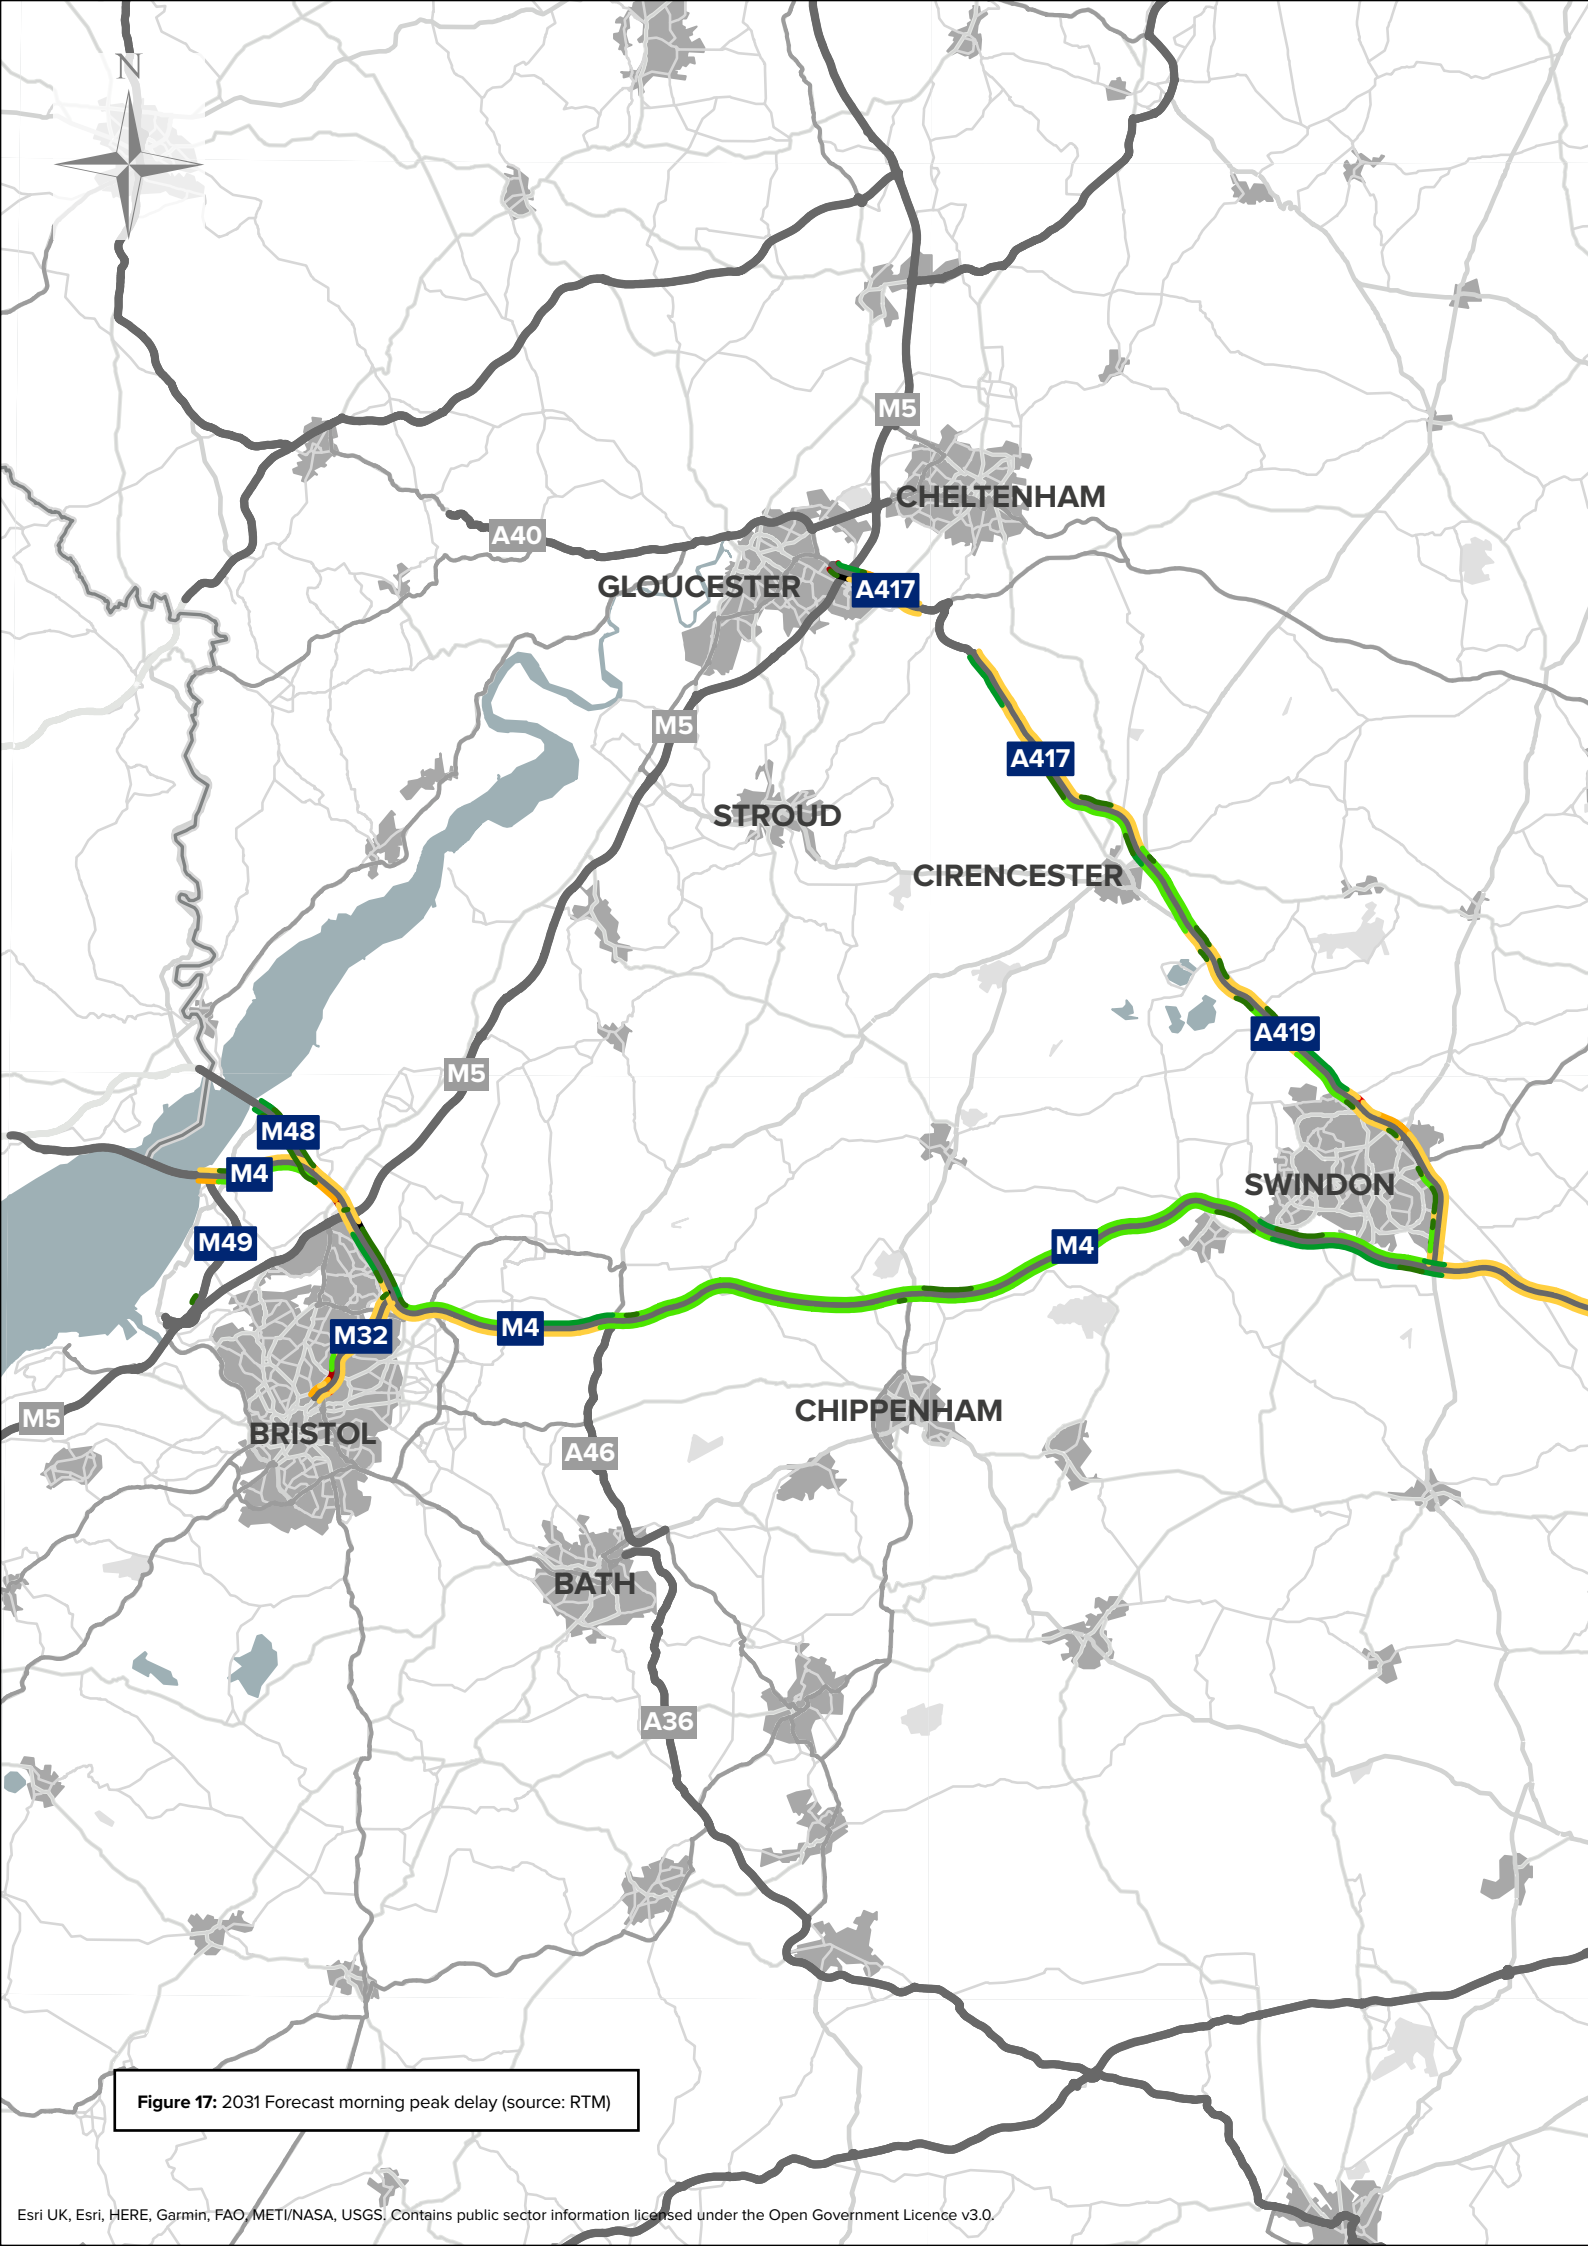 N
M5
CHELTENHAM
A40
GLOUCESTER
A417
M5
A417
STROUD
CIRENCESTER
A419
M5
M48
M4
SWINDON
M49
M4
M4
M32
CHIPPENHAM
M5
BRISTOL
A46
BATH
A36
Figure 17: 2031 Forecast morning peak delay (source: RTM)
Esri UK, Esri, HERE, Garmin, FAO, METI/NASA, USGS. Contains public sector information licensed under the Open Government Licence v3.0.